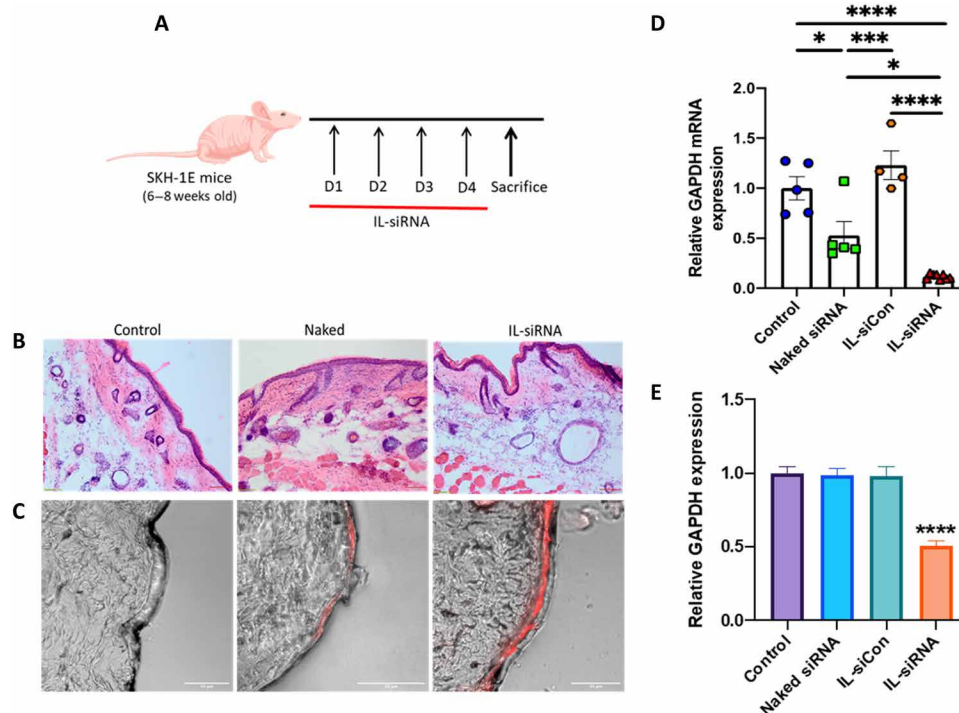 A
SKH-1E mice
(6–8 weeks old)
D1 D2 D3 D4 Sacrifice
IL-siRNA
B
Control Naked IL-siRNA
C
D
****
* ***
*
****
Relative GAPDH mRNA
expression
2.0
1.5
1.0
0.5
0.0
Control
Naked siRNA
IL-siCon
IL-siRNA
E
Relative GAPDH expression
1.5
1.0
0.5
0.0
****
Control
Naked siRNA
IL-siCon
IL-siRNA